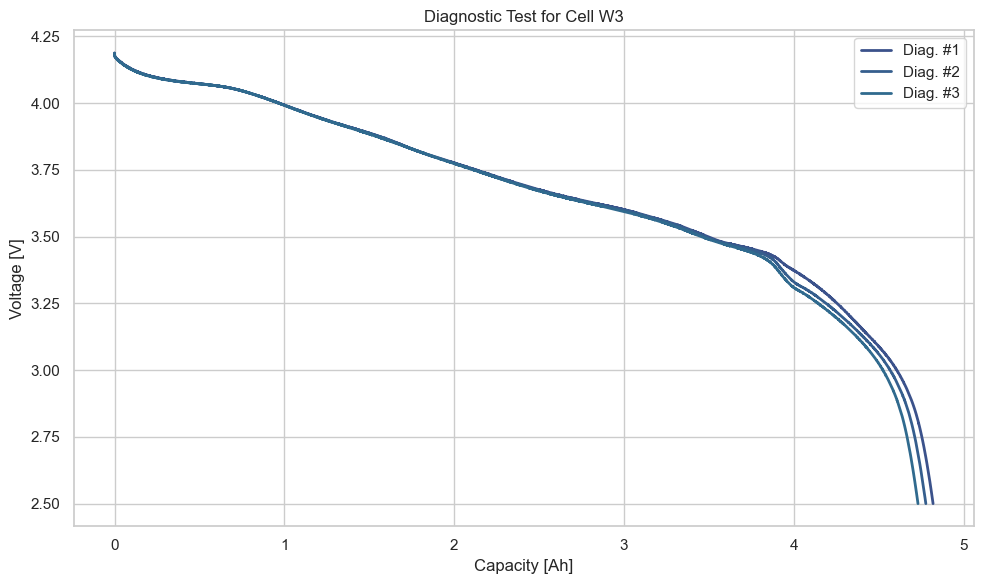 Diagnostic Test for Cell W3
4.25
4.00
3.75
3.50
3.25
3.00
2.75
2.50
Voltage [V]
Diag. #1
Diag. #2
Diag. #3
0 1 2 3 4 5
Capacity [Ah]